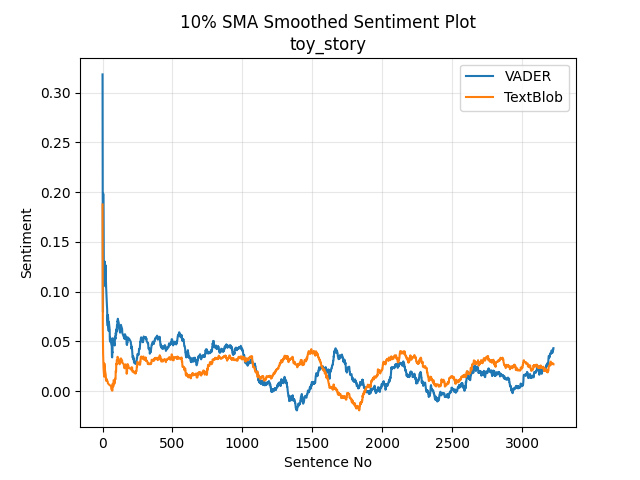 10% SMA Smoothed Sentiment Plot
toy_story
VADER
TextBlob
Sentiment
0.30
0.25
0.20
0.15
0.10
0.05
0.00
0 500 1000 1500 2000 2500 3000
Sentence No